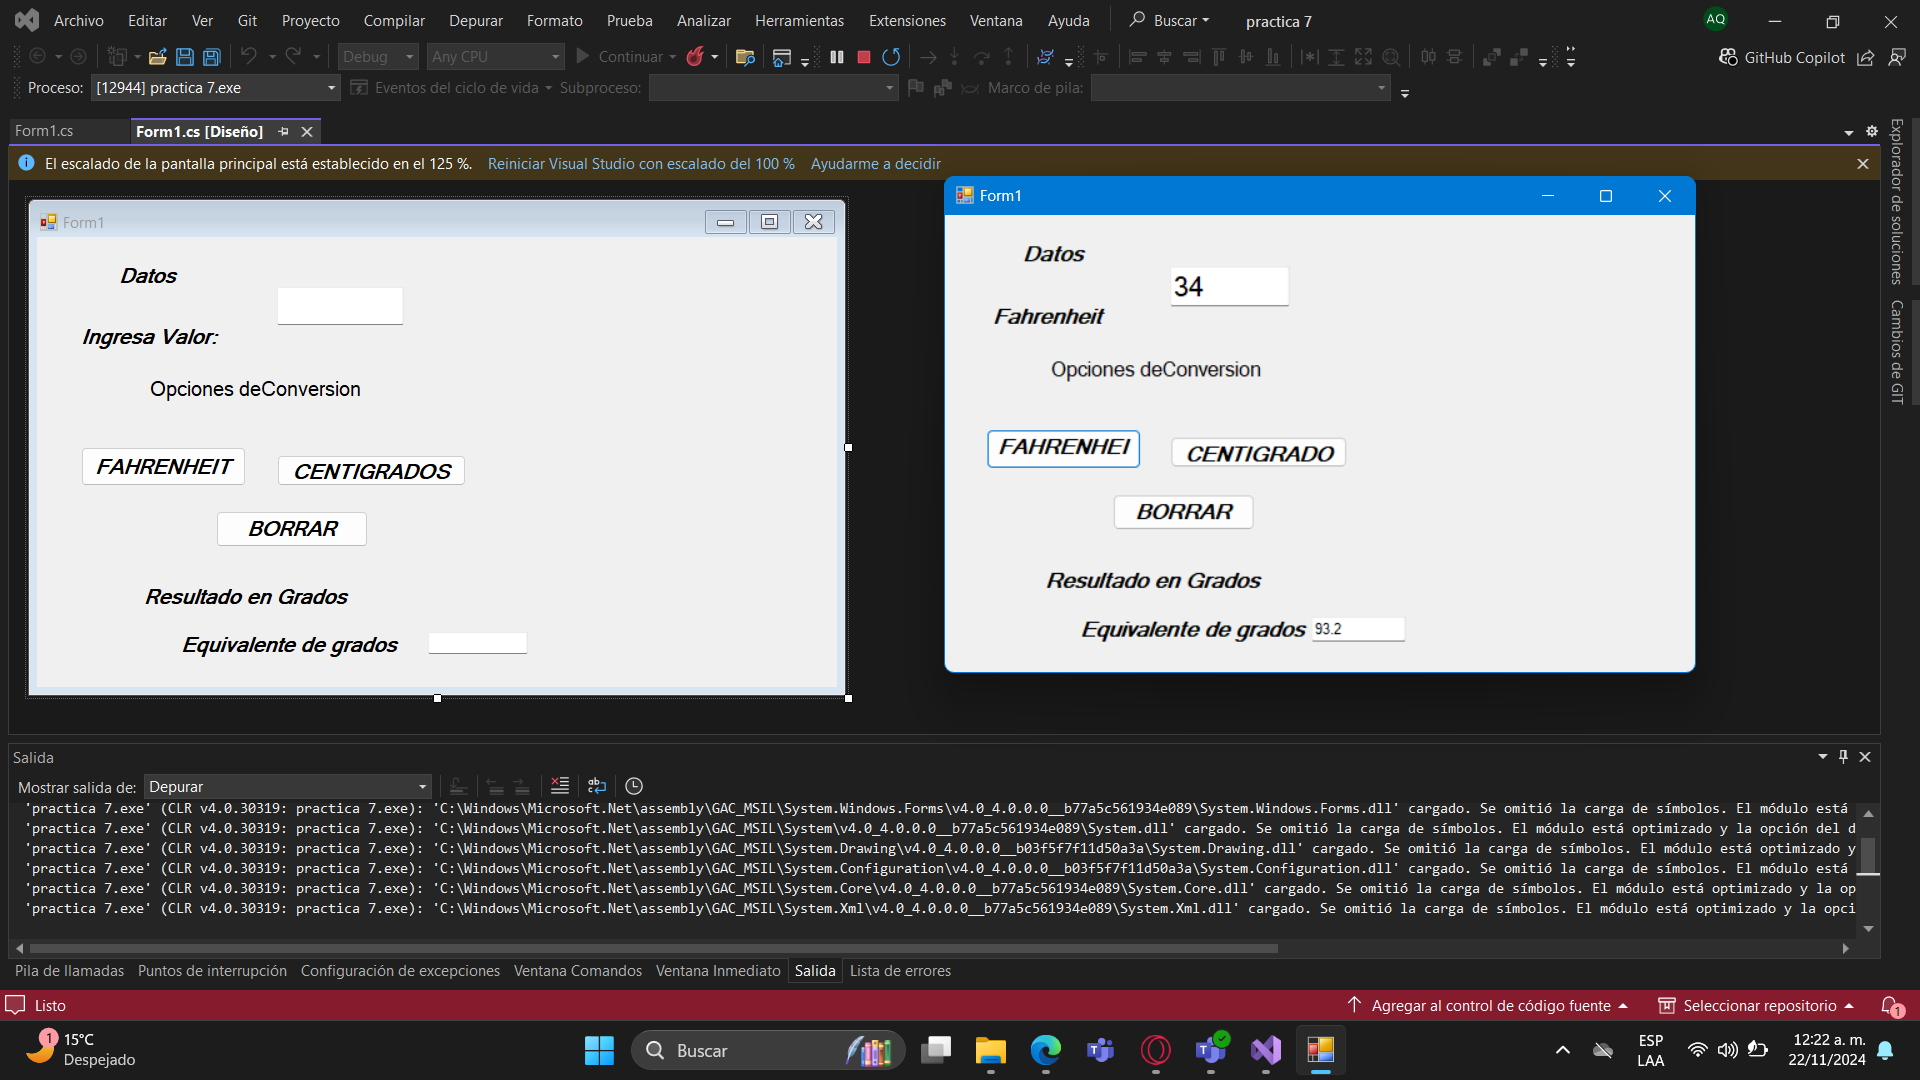 Archivo Editar Ver Git Proyecto Compilar Depurar Formato Prueba Analizar Herramientas Extensiones Ventana Ayuda Buscar practica 7 AQ
Debug Any CPU Continuar GitHub Copilot
Proceso: [12944] practica 7.exe Eventos del ciclo de vida Subproceso: Marco de pila:
Form1.cs Form1.cs [Diseño]
El escalado de la pantalla principal está establecido en el 125 %. Reiniciar Visual Studio con escalado del 100 % Ayudarme a decidir
Explorador de soluciones
Cambios de GIT
Form1
Datos
Ingresa Valor:
Opciones deConversion
FAHRENHEIT CENTIGRADOS
BORRAR
Resultado en Grados
Equivalente de grados
Form1
Datos
34
Fahrenheit
Opciones deConversion
FAHRENHEI CENTIGRADO
BORRAR
Resultado en Grados
Equivalente de grados 93.2
Salida
Mostrar salida de: Depurar
'practica 7.exe' (CLR v4.0.30319: practica 7.exe): 'C:\Windows\Microsoft.Net\assembly\GAC_MSIL\System.Windows.Forms\v4.0_4.0.0.0__b77a5c561934e089\System.Windows.Forms.dll' cargado. Se omitió la carga de símbolos. El módulo está
'practica 7.exe' (CLR v4.0.30319: practica 7.exe): 'C:\Windows\Microsoft.Net\assembly\GAC_MSIL\System\v4.0_4.0.0.0__b77a5c561934e089\System.dll' cargado. Se omitió la carga de símbolos. El módulo está optimizado y la opción del d
'practica 7.exe' (CLR v4.0.30319: practica 7.exe): 'C:\Windows\Microsoft.Net\assembly\GAC_MSIL\System.Drawing\v4.0_4.0.0.0__b03f5f7f11d50a3a\System.Drawing.dll' cargado. Se omitió la carga de símbolos. El módulo está optimizado y
'practica 7.exe' (CLR v4.0.30319: practica 7.exe): 'C:\Windows\Microsoft.Net\assembly\GAC_MSIL\System.Configuration\v4.0_4.0.0.0__b03f5f7f11d50a3a\System.Configuration.dll' cargado. Se omitió la carga de símbolos. El módulo está
'practica 7.exe' (CLR v4.0.30319: practica 7.exe): 'C:\Windows\Microsoft.Net\assembly\GAC_MSIL\System.Core\v4.0_4.0.0.0__b77a5c561934e089\System.Core.dll' cargado. Se omitió la carga de símbolos. El módulo está optimizado y la op
'practica 7.exe' (CLR v4.0.30319: practica 7.exe): 'C:\Windows\Microsoft.Net\assembly\GAC_MSIL\System.Xml\v4.0_4.0.0.0__b77a5c561934e089\System.Xml.dll' cargado. Se omitió la carga de símbolos. El módulo está optimizado y la opci
Pila de llamadas Puntos de interrupción Configuración de excepciones Ventana Comandos Ventana Inmediato Salida Lista de errores
Listo Agregar al control de código fuente Seleccionar repositorio 1
1 15°C
Despejado
Buscar
ESP
LAA
12:22 a. m.
22/11/2024